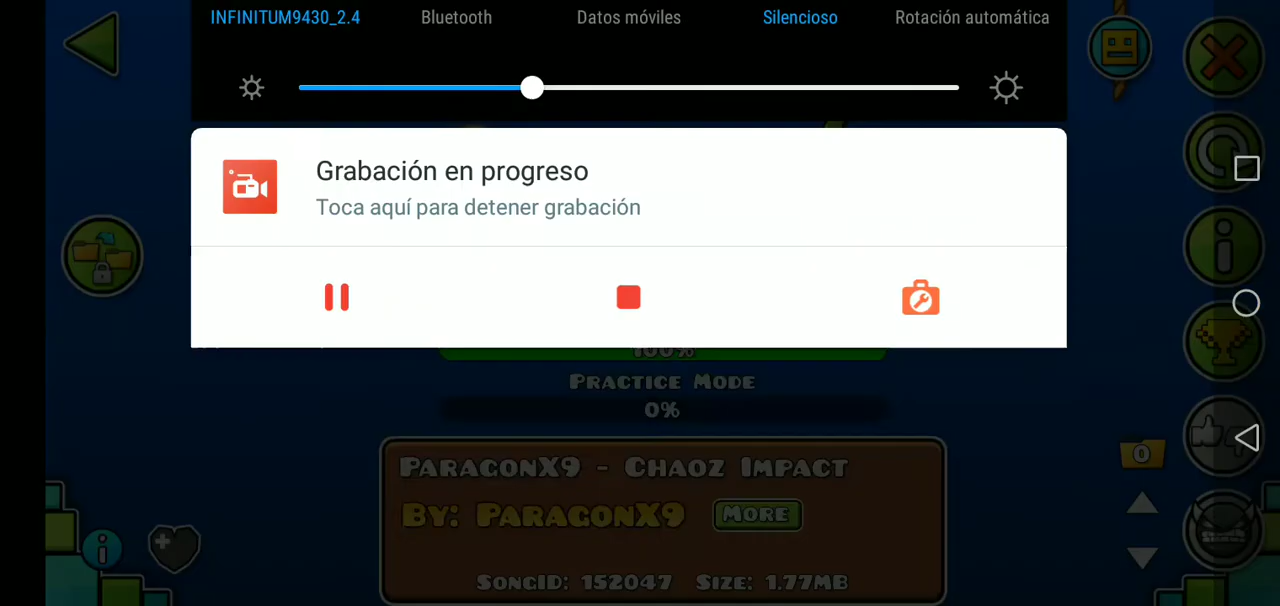 INFINITUM9430_2.4 Bluetooth Datos móviles Silencioso Rotación automática
Grabación en progreso
Toca aquí para detener grabación
100%
Practice Mode
0%
ParagonX9 - Chaoz Impact
By: ParagonX9 More
0
SongID: 152047 Size: 1.77MB